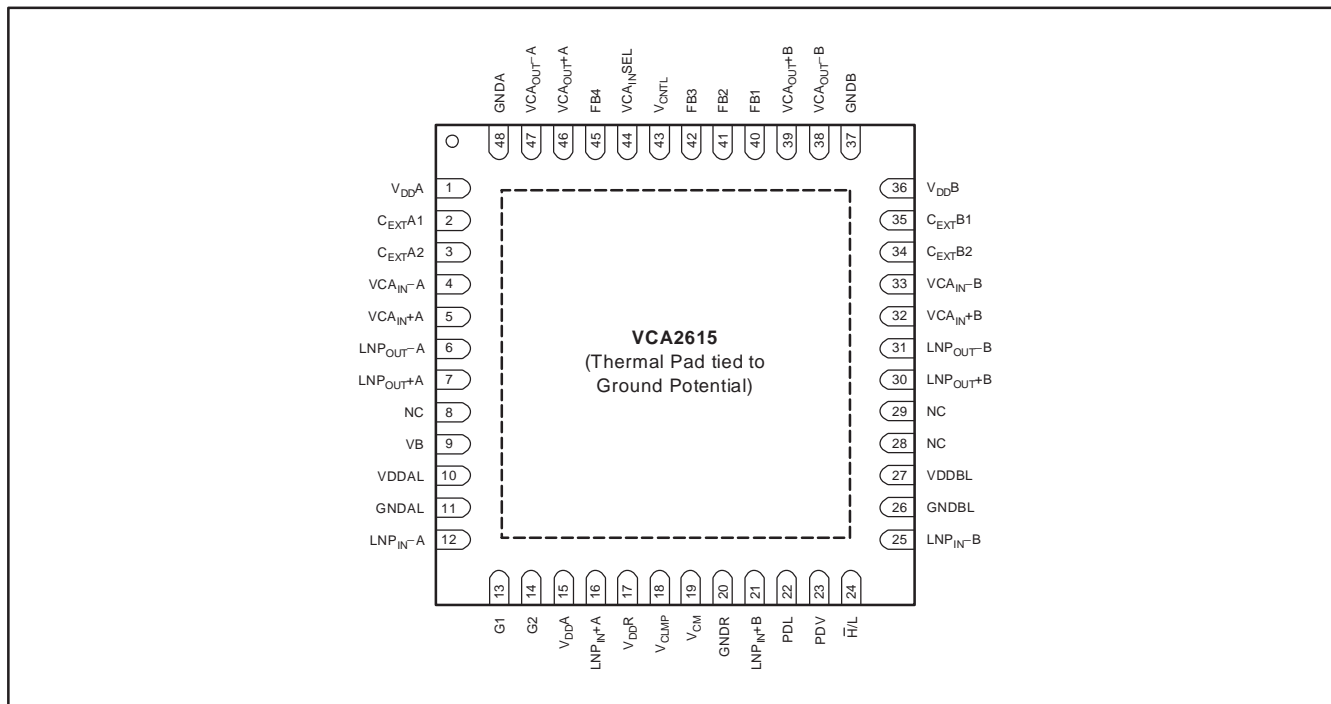 GNDA
VCAOUT−A
VCAOUT+A
FB4
VCAINSEL
VCNTL
FB3
FB2
FB1
VCAOUT+B
VCAOUT−B
GNDB
48
47
46
45
44
43
42
41
40
39
38
37
VDDA 1
CEXTA1 2
CEXTA2 3
VCAIN−A 4
VCAIN+A 5
LNPOUT−A 6
LNPOUT+A 7
NC 8
VB 9
VDDAL 10
GNDAL 11
LNPIN−A 12
VCA2615
(Thermal Pad tied to
Ground Potential)
36 VDDB
35 CEXTB1
34 CEXTB2
33 VCAIN−B
32 VCAIN+B
31 LNPOUT−B
30 LNPOUT+B
29 NC
28 NC
27 VDDBL
26 GNDBL
25 LNPIN−B
13
14
15
16
17
18
19
20
21
22
23
24
G1
G2
VDDA
LNPIN+A
VDDR
VCLMP
VCM
GNDR
LNPIN+B
PDL
PDV
H̅/L